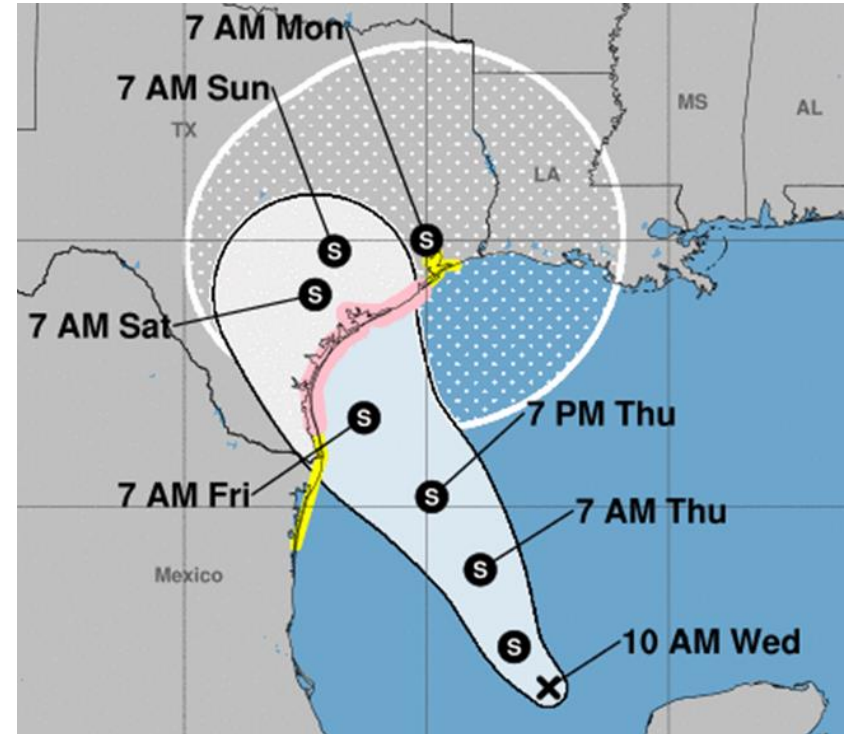 7 AM Mon
7 AM Sun
TX
MS
AL
LA
S
S
S
7 AM Sat
7 PM Thu
S
7 AM Fri
S
7 AM Thu
S
Mexico
10 AM Wed
S